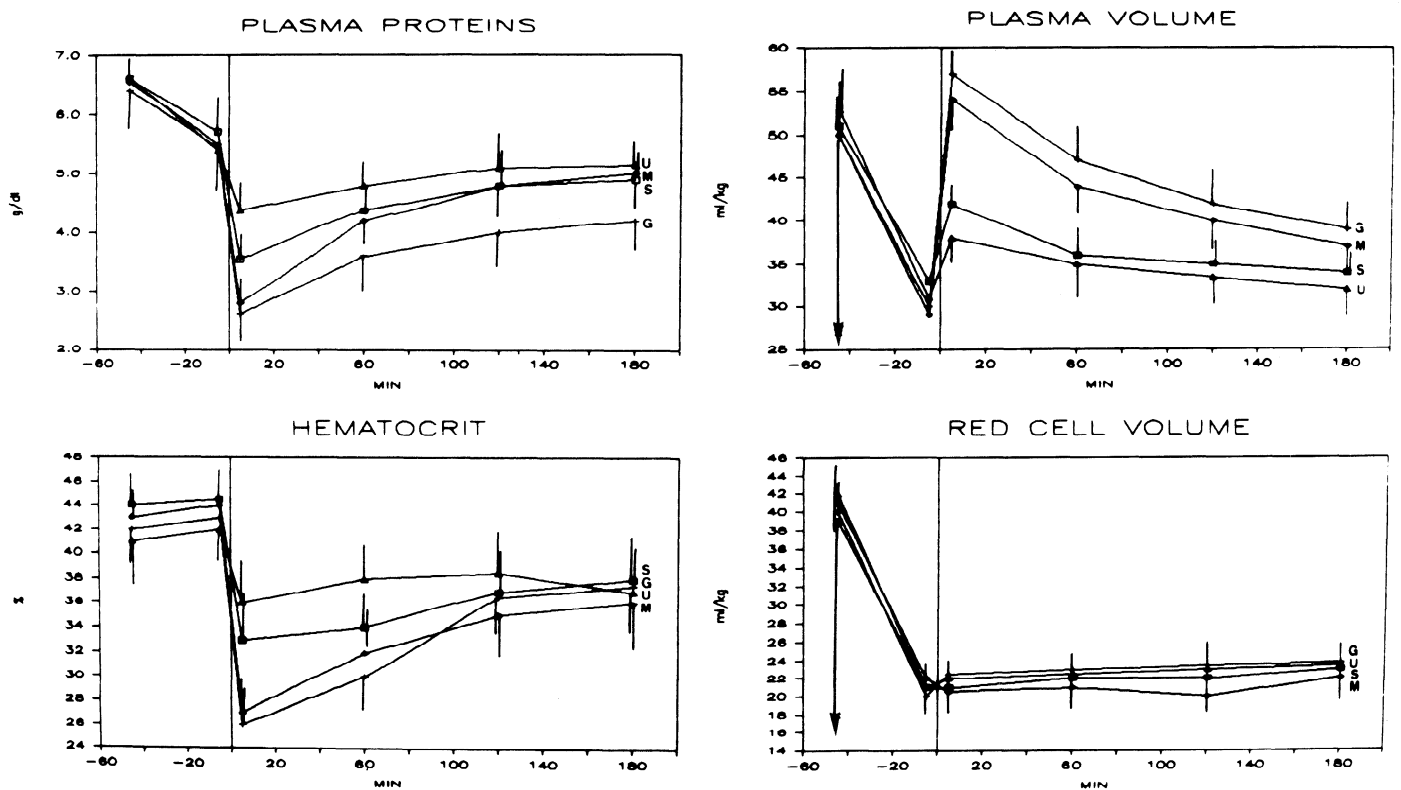 PLASMA PROTEINS
7.0
6.0
5.0
4.0
3.0
2.0
g/dl
U
M
S
G
-60 -20 20 60 100 140 180
MIN
PLASMA VOLUME
60
55
50
45
40
35
30
25
ml/kg
G
M
S
U
-60 -20 20 60 100 140 180
MIN
HEMATOCRIT
46
44
42
40
38
36
34
32
30
28
26
24
%
S
G
U
M
-60 -20 20 60 100 140 180
MIN
RED CELL VOLUME
46
44
42
40
38
36
34
32
30
28
26
24
22
20
18
16
14
ml/kg
G
U
S
M
-60 -20 20 60 100 140 180
MIN